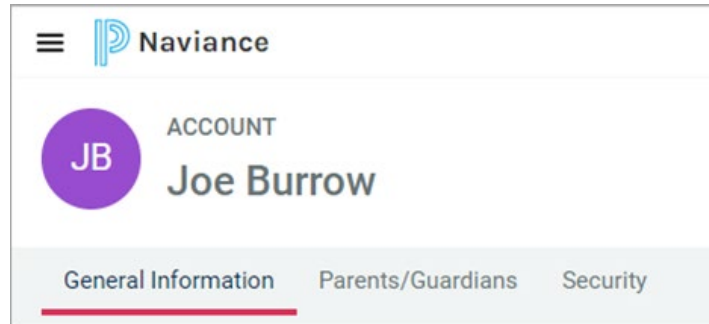 Naviance
JB
ACCOUNT
Joe Burrow
General Information Parents/Guardians Security